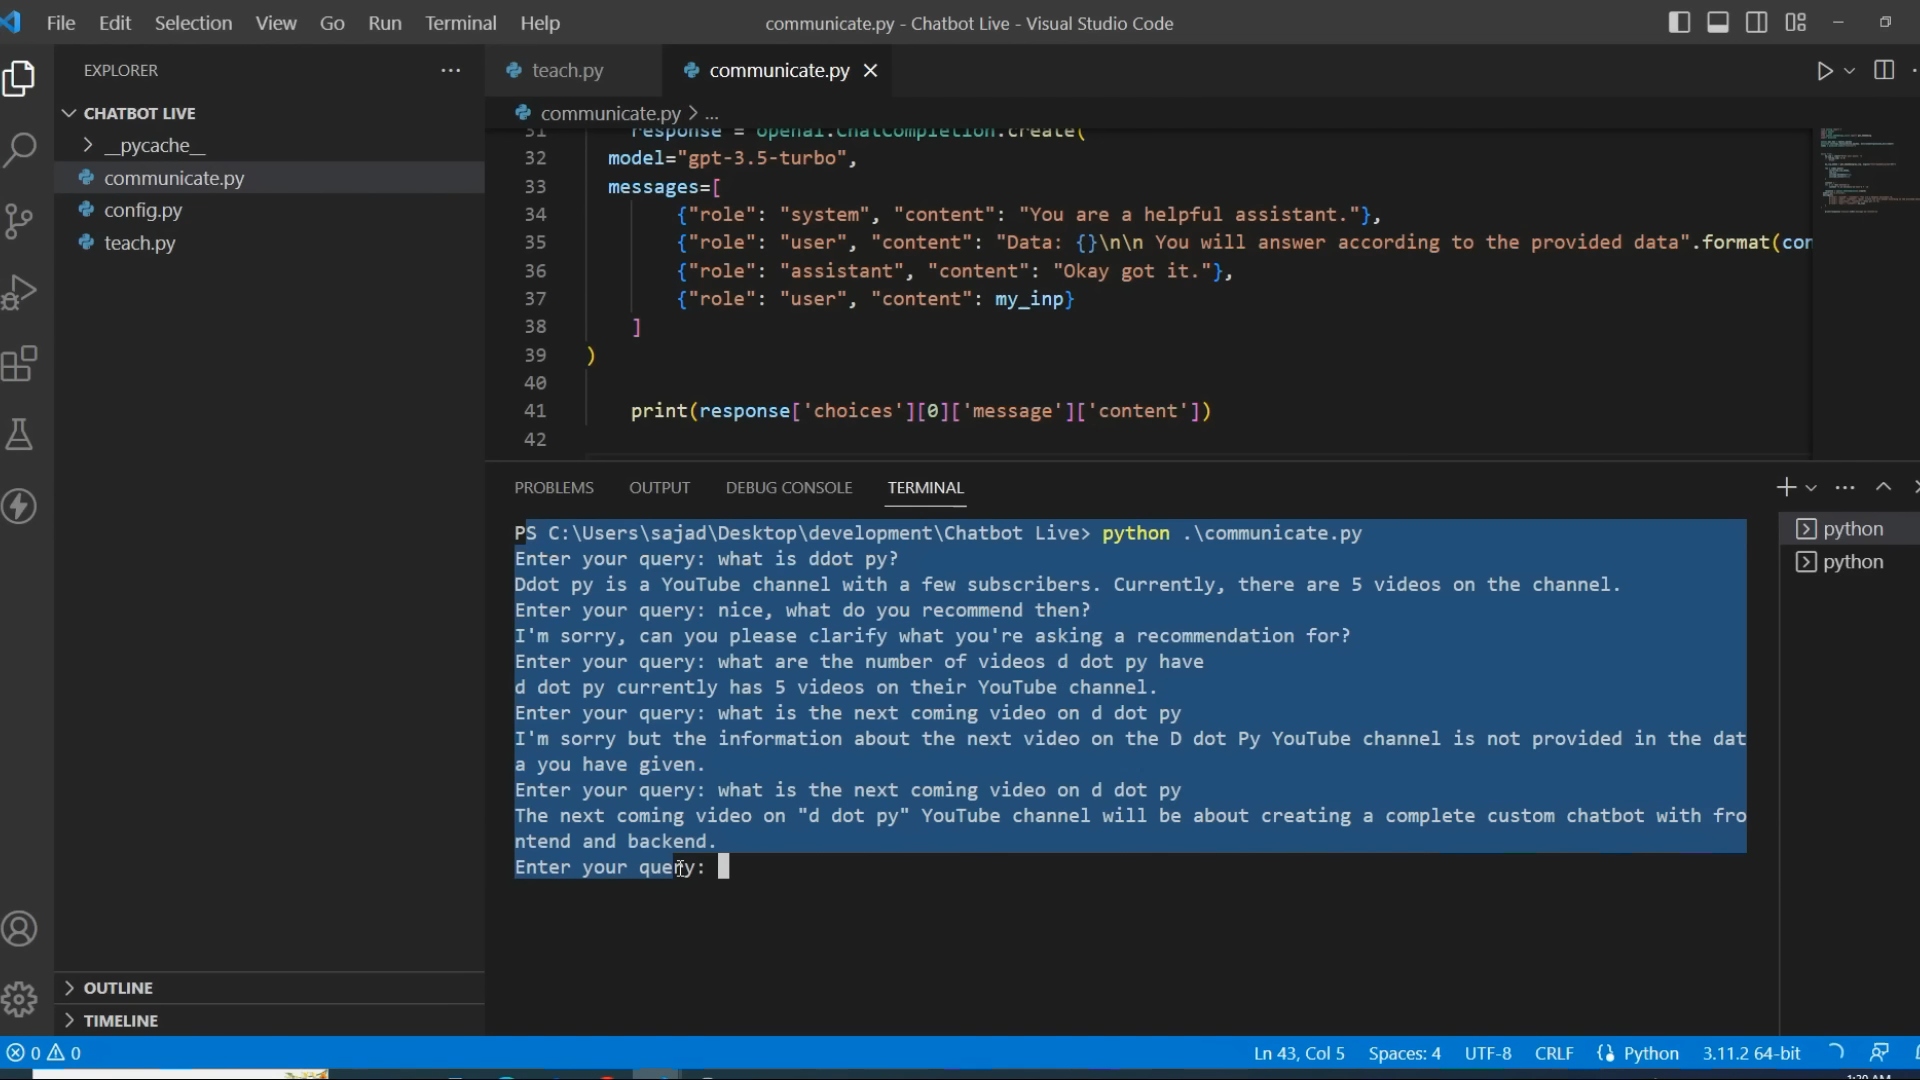 File Edit Selection View Go Run Terminal Help
communicate.py - Chatbot Live - Visual Studio Code
EXPLORER
CHATBOT LIVE
__pycache__
communicate.py
config.py
teach.py
OUTLINE
TIMELINE
teach.py
communicate.py
communicate.py > ...
31 response = openai.ChatCompletion.create(
32 model="gpt-3.5-turbo",
33 messages=[
34 {"role": "system", "content": "You are a helpful assistant."},
35 {"role": "user", "content": "Data: {}\n\n You will answer according to the provided data".format(con
36 {"role": "assistant", "content": "Okay got it."},
37 {"role": "user", "content": my_inp}
38 ]
39 )
40
41 print(response['choices'][0]['message']['content'])
42
PROBLEMS OUTPUT DEBUG CONSOLE TERMINAL
PS C:\Users\sajad\Desktop\development\Chatbot Live> python .\communicate.py
Enter your query: what is ddot py?
Ddot py is a YouTube channel with a few subscribers. Currently, there are 5 videos on the channel.
Enter your query: nice, what do you recommend then?
I'm sorry, can you please clarify what you're asking a recommendation for?
Enter your query: what are the number of videos d dot py have
d dot py currently has 5 videos on their YouTube channel.
Enter your query: what is the next coming video on d dot py
I'm sorry but the information about the next video on the D dot Py YouTube channel is not provided in the dat
a you have given.
Enter your query: what is the next coming video on d dot py
The next coming video on "d dot py" YouTube channel will be about creating a complete custom chatbot with fro
ntend and backend.
Enter your query:
python
python
0 0
Ln 43, Col 5 Spaces: 4 UTF-8 CRLF Python 3.11.2 64-bit